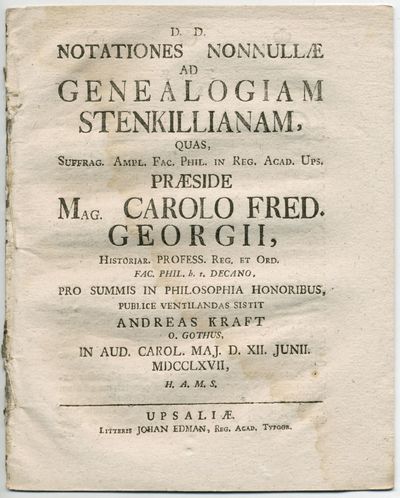 D. D.
NOTATIONES NONNULLÆ
AD
GENEALOGIAM
STENKILLIANAM,
QUAS,
SUFFRAG. AMPL. FAC. PHIL. IN REG. ACAD. UPS.
PRÆSIDE
MAG. CAROLO FRED.
GEORGII,
HISTORIAR. PROFESS. REG. ET ORD.
FAC. PHIL. h. t. DECANO,
PRO SUMMIS IN PHILOSOPHIA HONORIBUS,
PUBLICE VENTILANDAS SISTIT
ANDREAS KRAFT
O. GOTHUS,
IN AUD. CAROL. MAJ. D. XII. JUNII.
MDCCLXVII,
H. A. M. S.
UPSALIÆ,
LITTERIS JOHAN EDMAN, REG. ACAD. TYPOGR.